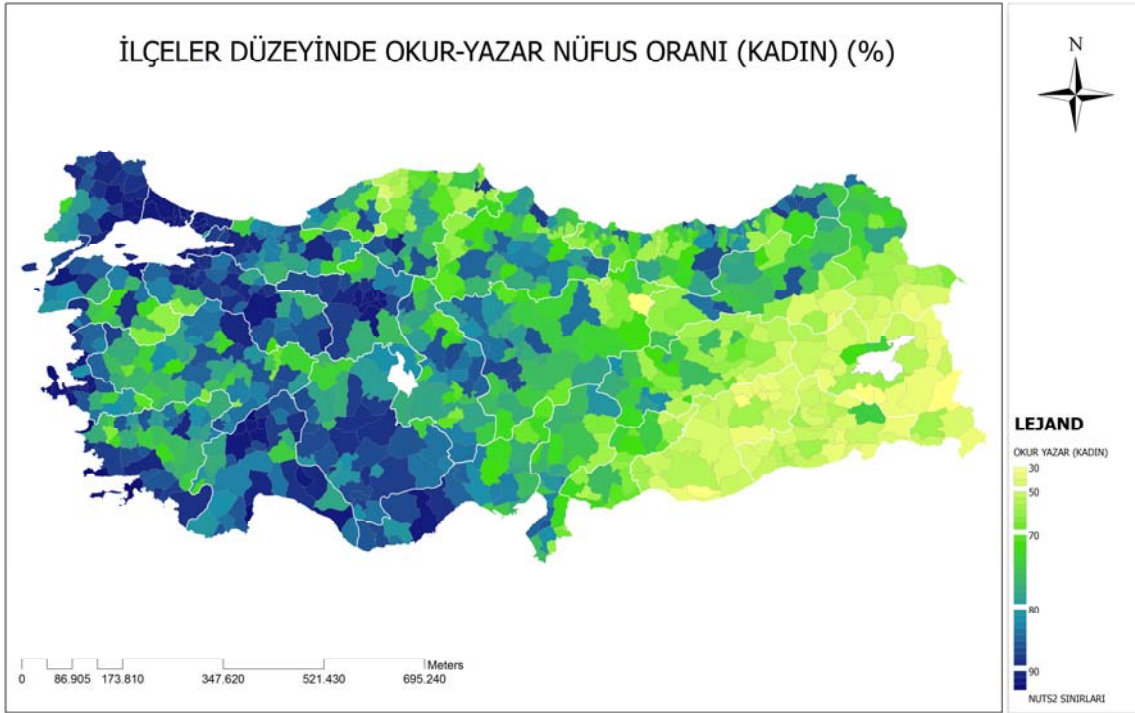 İLÇELER DÜZEYİNDE OKUR-YAZAR NÜFUS ORANI (KADIN) (%)
N
LEJAND
OKUR YAZAR (KADIN)
30
50
70
80
90
NUTS2 SINIRLARI
Meters
0 86.905 173.810 347.620 521.430 695.240